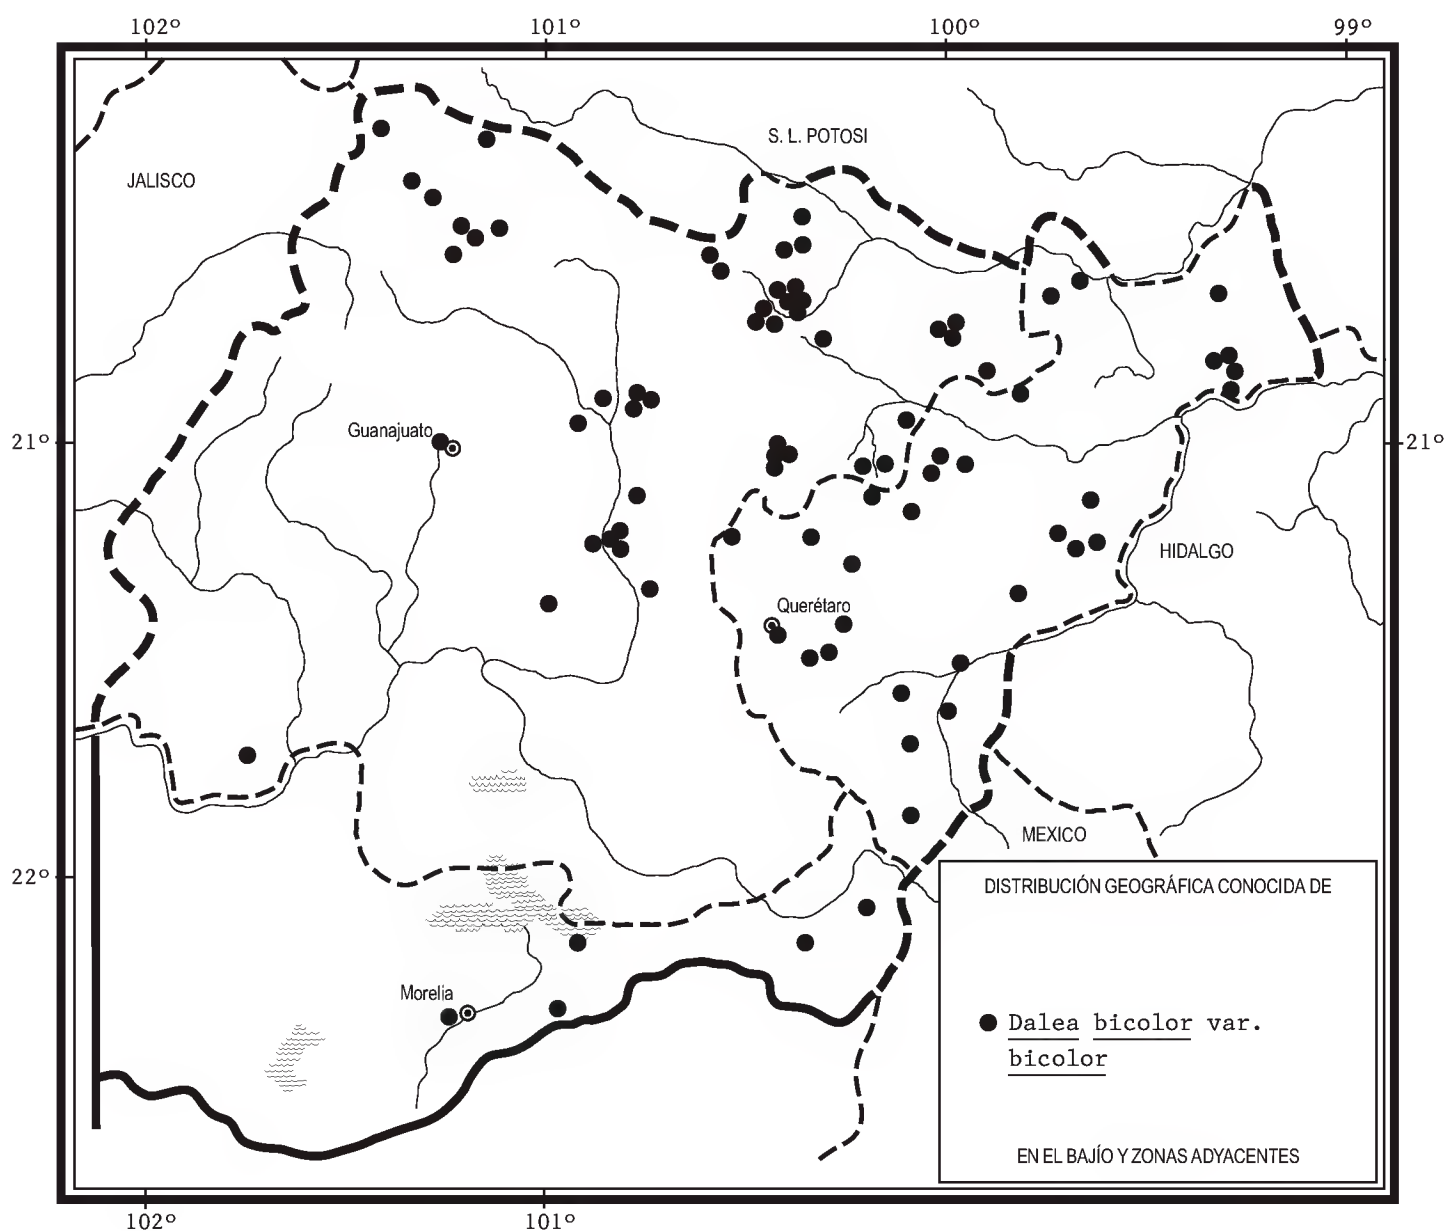 102º 101º 100º 99º
S. L. POTOSI
JALISCO
Guanajuato
21º 21º
HIDALGO
Querétaro
MEXICO
22º
DISTRIBUCIÓN GEOGRÁFICA CONOCIDA DE
Morelia
Dalea bicolor var.
bicolor
EN EL BAJÍO Y ZONAS ADYACENTES
102º 101º